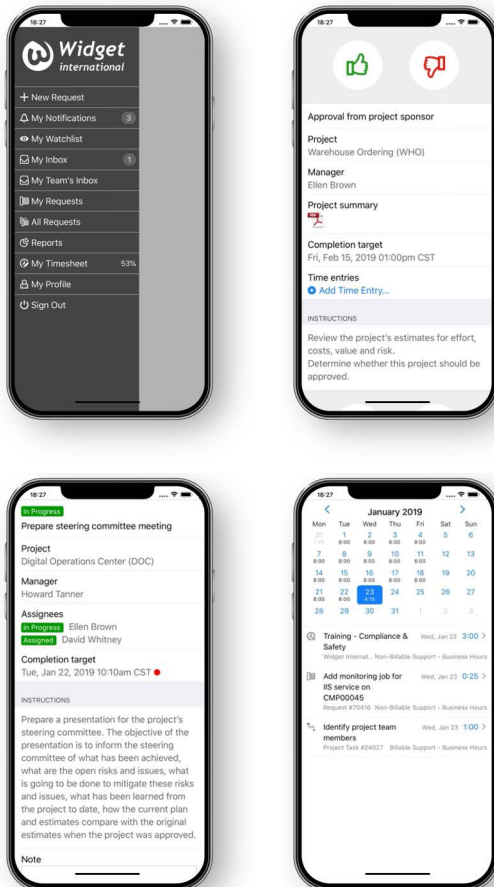 18:27
Widget
international
New Request
My Notifications 3
My Watchlist
My Inbox 1
My Team's Inbox
My Requests
All Requests
Reports
My Timesheet 53%
My Profile
Sign Out
18:27
Approval from project sponsor
Project
Warehouse Ordering (WHO)
Manager
Ellen Brown
Project summary
PDF
Completion target
Fri, Feb 15, 2019 01:00pm CST
Time entries
Add Time Entry...
INSTRUCTIONS
Review the project's estimates for effort,
costs, value and risk.
Determine whether this project should be
approved.
18:27
In Progress
Prepare steering committee meeting
Project
Digital Operations Center (DOC)
Manager
Howard Tanner
Assignees
In Progress Ellen Brown
Assigned David Whitney
Completion target
Tue, Jan 22, 2019 10:10am CST
INSTRUCTIONS
Prepare a presentation for the project's
steering committee. The objective of the
presentation is to inform the steering
committee of what has been achieved,
what are the open risks and issues, what
is going to be done to mitigate these risks
and issues, what has been learned from
the project to date, how the current plan
and estimates compare with the original
estimates when the project was approved.
Note
18:27
January 2019
Mon Tue Wed Thu Fri Sat Sun
31 1 2 3 4 5 6
8:00 8:00 8:00 8:00
7 8 9 10 11 12 13
8:00 8:00 8:00 8:00 8:00
14 15 16 17 18 19 20
8:00 8:00 8:00 8:00 8:00
21 22 23 24 25 26 27
8:00 8:00 4:15
28 29 30 31 1 2 3
Training - Compliance & Wed, Jan 23 3:00
Safety
Widget Internat... Non-Billable Support - Business Hours
Add monitoring job for Wed, Jan 23 0:25
IIS service on
CMP00045
Request #70416 Non-Billable Support - Business Hours
Identify project team Wed, Jan 23 1:00
members
Project Task #24027 Billable Support - Business Hours